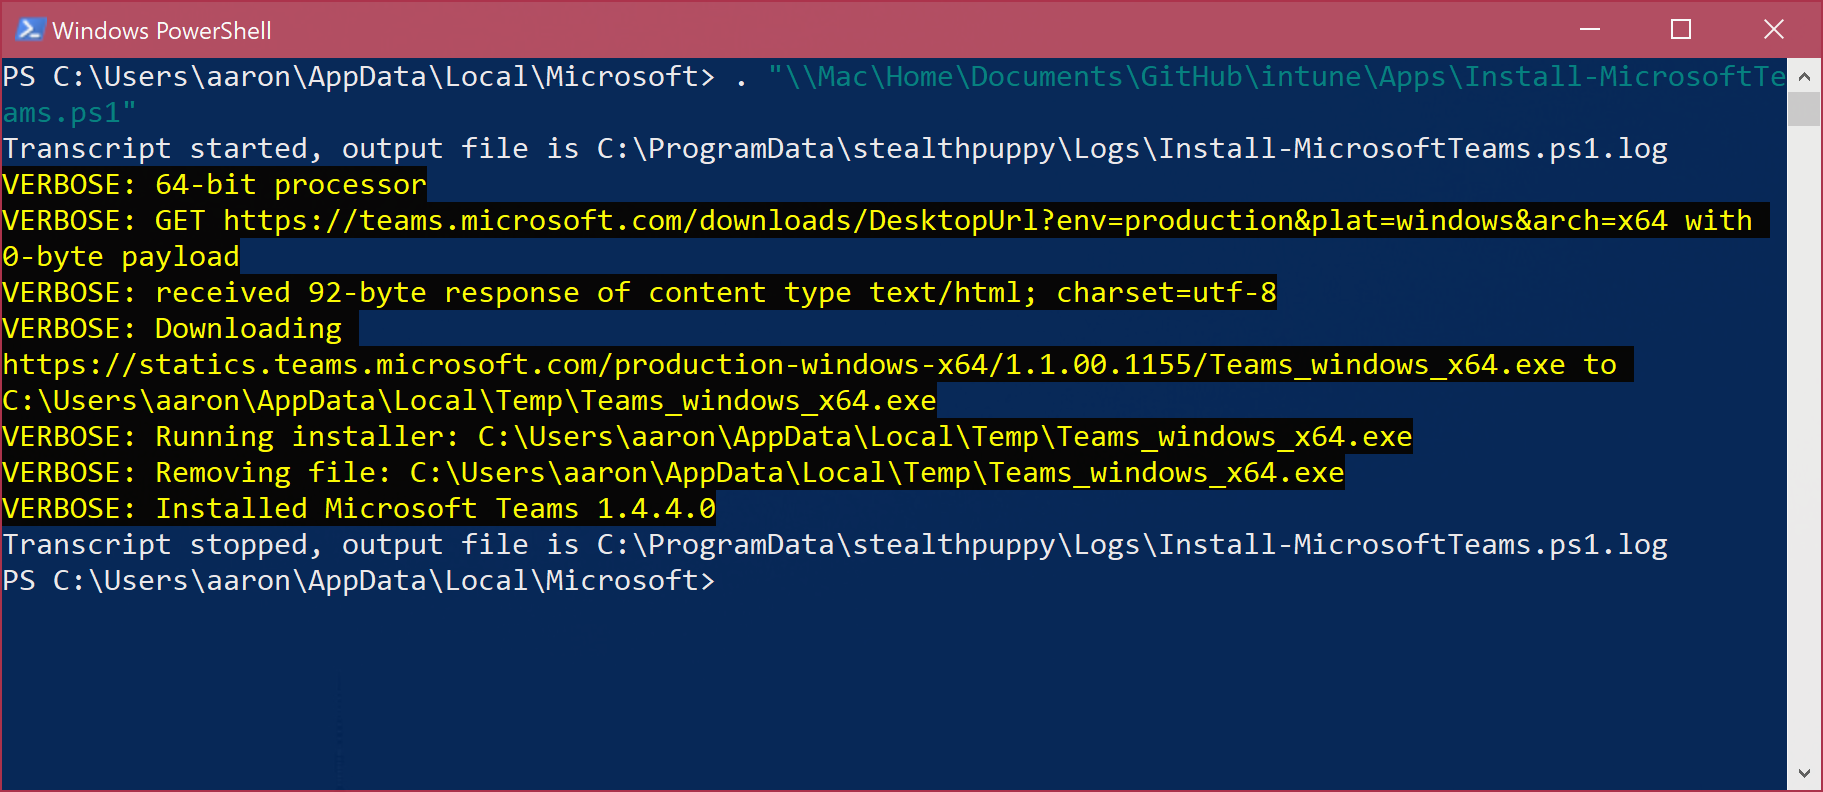 Windows PowerShell
PS C:\Users\aaron\AppData\Local\Microsoft> . "\\Mac\Home\Documents\GitHub\intune\Apps\Install-MicrosoftTe
ams.ps1"
Transcript started, output file is C:\ProgramData\stealthpuppy\Logs\Install-MicrosoftTeams.ps1.log
VERBOSE: 64-bit processor
VERBOSE: GET https://teams.microsoft.com/downloads/DesktopUrl?env=production&plat=windows&arch=x64 with
0-byte payload
VERBOSE: received 92-byte response of content type text/html; charset=utf-8
VERBOSE: Downloading
https://statics.teams.microsoft.com/production-windows-x64/1.1.00.1155/Teams_windows_x64.exe to
C:\Users\aaron\AppData\Local\Temp\Teams_windows_x64.exe
VERBOSE: Running installer: C:\Users\aaron\AppData\Local\Temp\Teams_windows_x64.exe
VERBOSE: Removing file: C:\Users\aaron\AppData\Local\Temp\Teams_windows_x64.exe
VERBOSE: Installed Microsoft Teams 1.4.4.0
Transcript stopped, output file is C:\ProgramData\stealthpuppy\Logs\Install-MicrosoftTeams.ps1.log
PS C:\Users\aaron\AppData\Local\Microsoft>